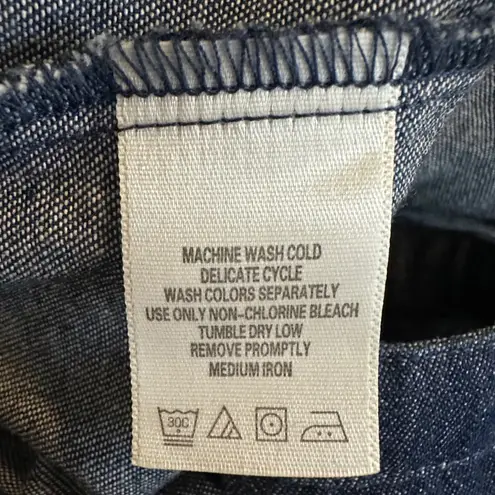 MACHINE WASH COLD
DELICATE CYCLE
WASH COLORS SEPARATELY
USE ONLY NON-CHLORINE BLEACH
TUMBLE DRY LOW
REMOVE PROMPTLY
MEDIUM IRON
30C